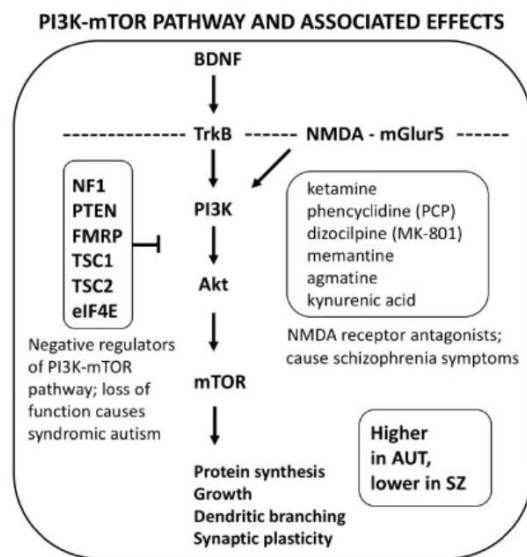 PI3K-mTOR PATHWAY AND ASSOCIATED EFFECTS
BDNF
TrkB
NMDA - mGlur5
NF1
PTEN
FMRP
TSC1
TSC2
eIF4E
PI3K
Akt
mTOR
ketamine
phencyclidine (PCP)
dizocilpine (MK-801)
memantine
agmatine
kynurenic acid
Negative regulators
of PI3K-mTOR
pathway; loss of
function causes
syndromic autism
NMDA receptor antagonists;
cause schizophrenia symptoms
Higher
in AUT,
lower in SZ
Protein synthesis
Growth
Dendritic branching
Synaptic plasticity